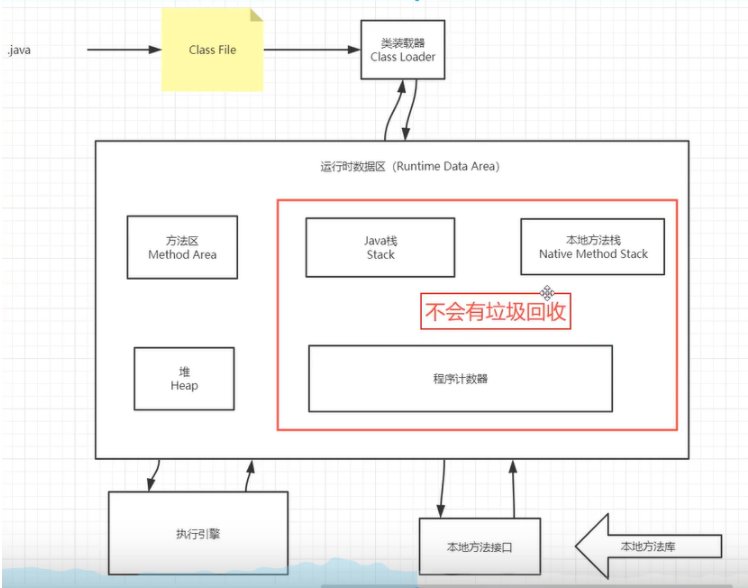 .java
Class File
类装载器
Class Loader
运行时数据区（Runtime Data Area）
方法区
Method Area
Java栈
Stack
本地方法栈
Native Method Stack
不会有垃圾回收
堆
Heap
程序计数器
执行引擎
本地方法接口
本地方法库